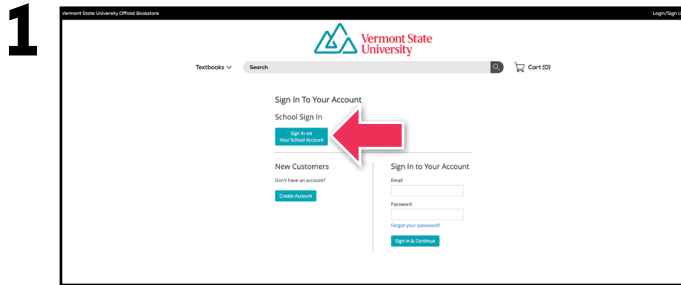 1
Vermont State University Official Bookstore
Login/Sign U
Vermont State
University
Textbooks
Search
Cart (0)
Sign In To Your Account
School Sign In
Sign In via
Your School Account
New Customers
Don't have an account?
Create Account
Sign In to Your Account
Email
Password
Forgot your password?
Sign In & Continue